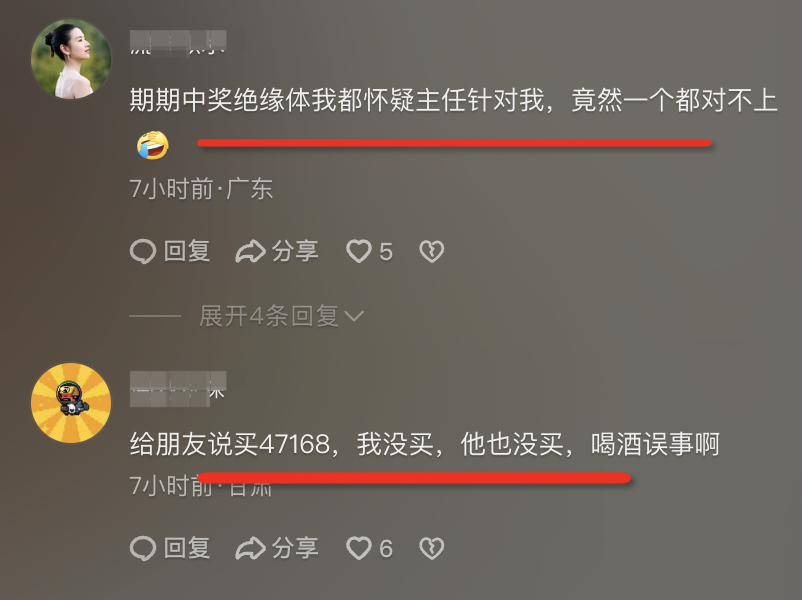 期期中奖绝缘体我都怀疑主任针对我，竟然一个都对不上
7小时前·广东
回复 分享 5
展开4条回复
给朋友说买47168，我没买，他也没买，喝酒误事啊
7小时前·甘肃
回复 分享 6